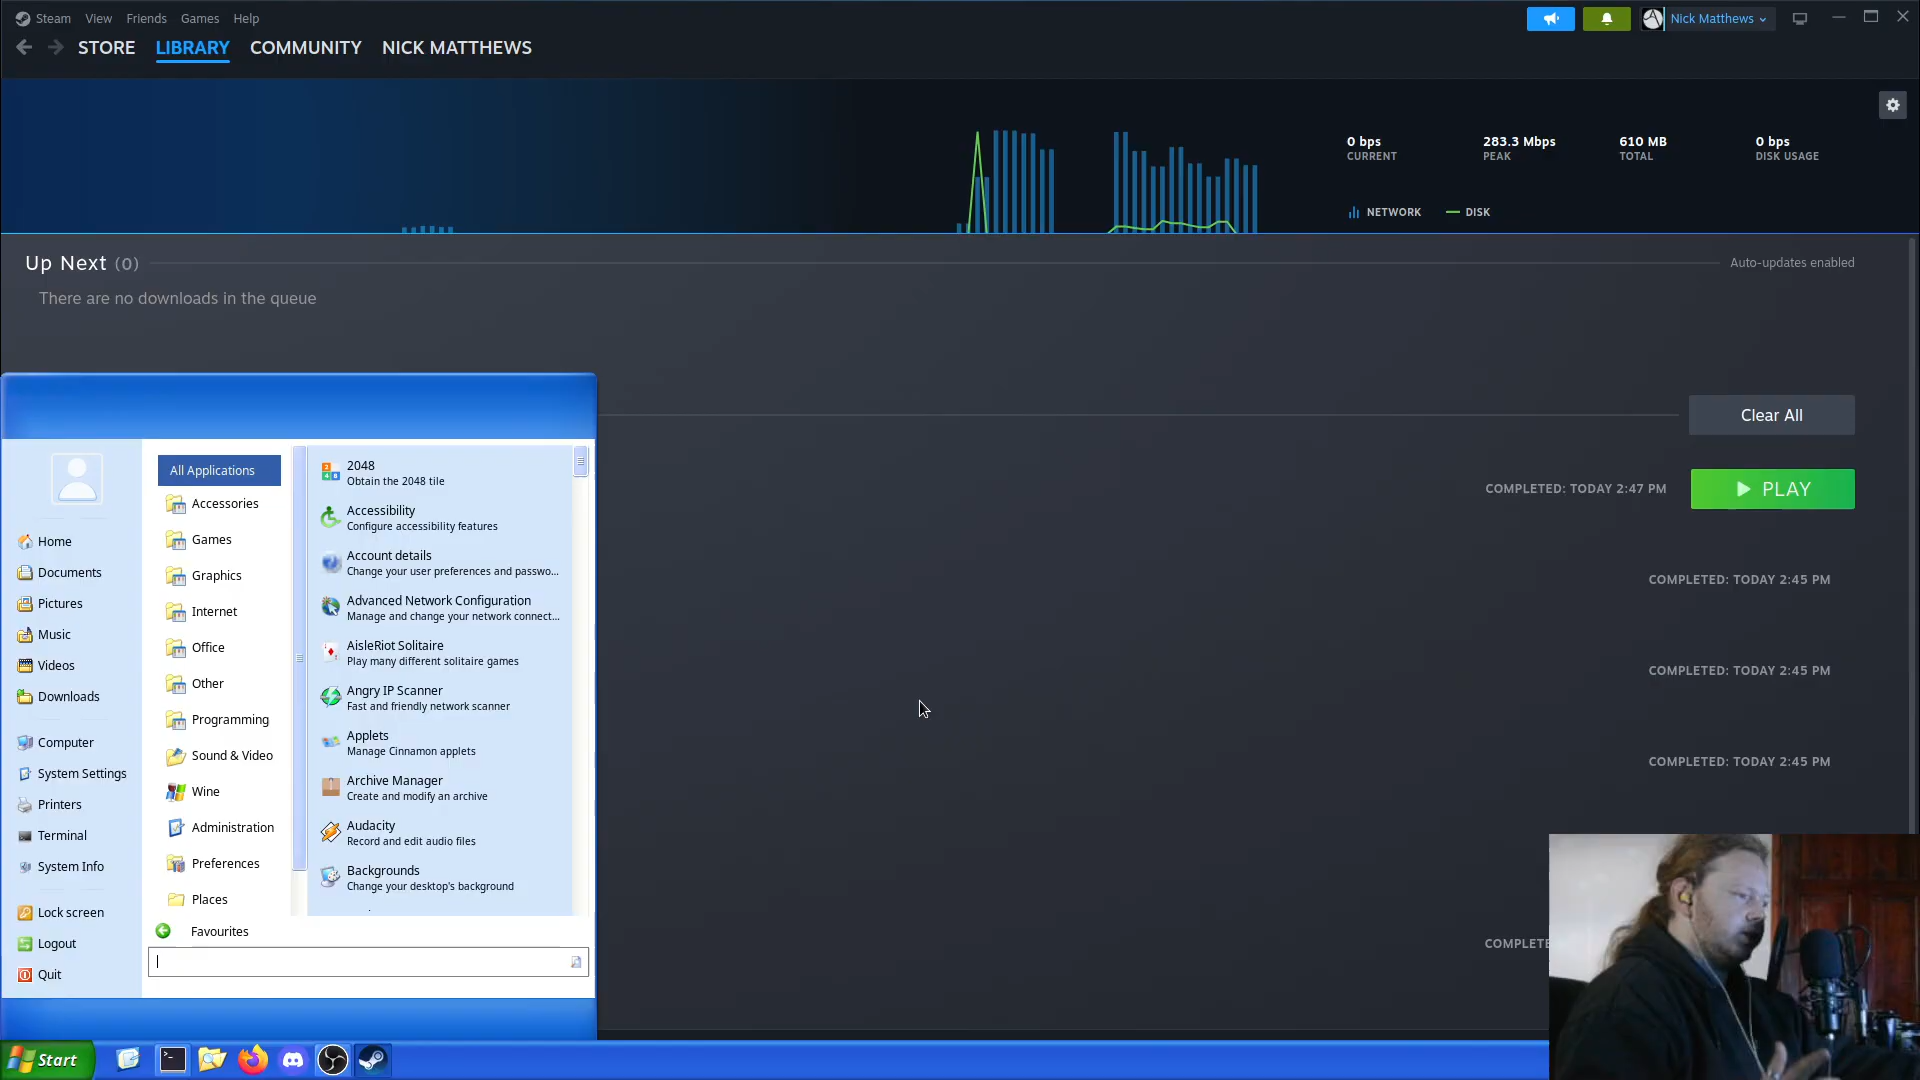 Steam View Friends Games Help
Nick Matthews
STORE LIBRARY COMMUNITY NICK MATTHEWS
0 bps 283.3 Mbps 610 MB 0 bps
CURRENT PEAK TOTAL DISK USAGE
NETWORK DISK
Up Next (0)
Auto-updates enabled
There are no downloads in the queue
Clear All
COMPLETED: TODAY 2:47 PM PLAY
COMPLETED: TODAY 2:45 PM
COMPLETED: TODAY 2:45 PM
COMPLETED: TODAY 2:45 PM
Home
Documents
Pictures
Music
Videos
Downloads
Computer
System Settings
Printers
Terminal
System Info
Lock screen
Logout
Quit
All Applications
Accessories
Games
Graphics
Internet
Office
Other
Programming
Sound & Video
Wine
Administration
Preferences
Places
Favourites
2048
Obtain the 2048 tile
Accessibility
Configure accessibility features
Account details
Change your user preferences and passwo...
Advanced Network Configuration
Manage and change your network connect...
AisleRiot Solitaire
Play many different solitaire games
Angry IP Scanner
Fast and friendly network scanner
Applets
Manage Cinnamon applets
Archive Manager
Create and modify an archive
Audacity
Record and edit audio files
Backgrounds
Change your desktop's background
Start